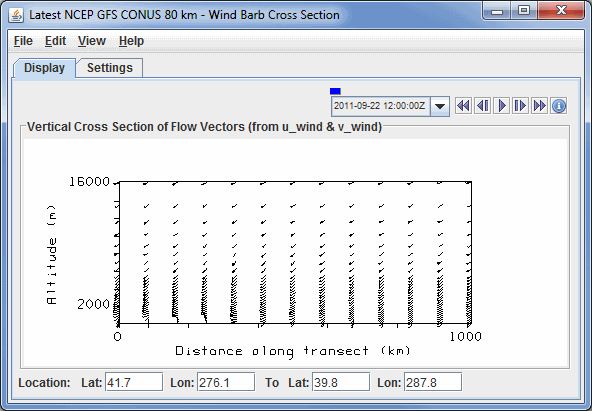 Latest NCEP GFS CONUS 80 km - Wind Barb Cross Section
File Edit View Help
Display Settings
2011-09-22 12:00:00Z
Vertical Cross Section of Flow Vectors (from u_wind & v_wind)
16000
Altitude (m)
2000
0 1000
Distance along transect (km)
Location: Lat: 41.7 Lon: 276.1 To Lat: 39.8 Lon: 287.8